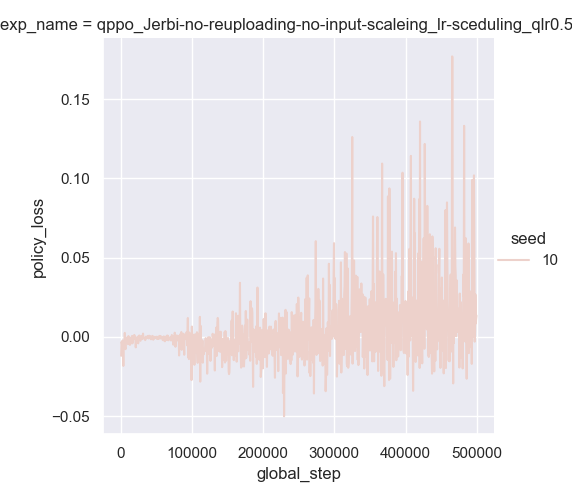 exp_name = qppo_Jerbi-no-reuploading-no-input-scaleing_lr-sceduling_qlr0.5
0.15
0.10
0.05
0.00
−0.05
policy_loss
0 100000 200000 300000 400000 500000
global_step
seed
10